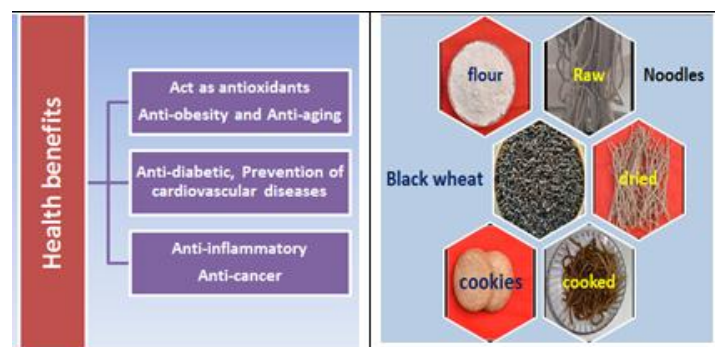 Health benefits
Act as antioxidants
Anti-obesity and Anti-aging
Anti-diabetic, Prevention of
cardiovascular diseases
Anti-inflammatory
Anti-cancer
flour
Raw
Noodles
Black wheat
dried
cookies
cooked